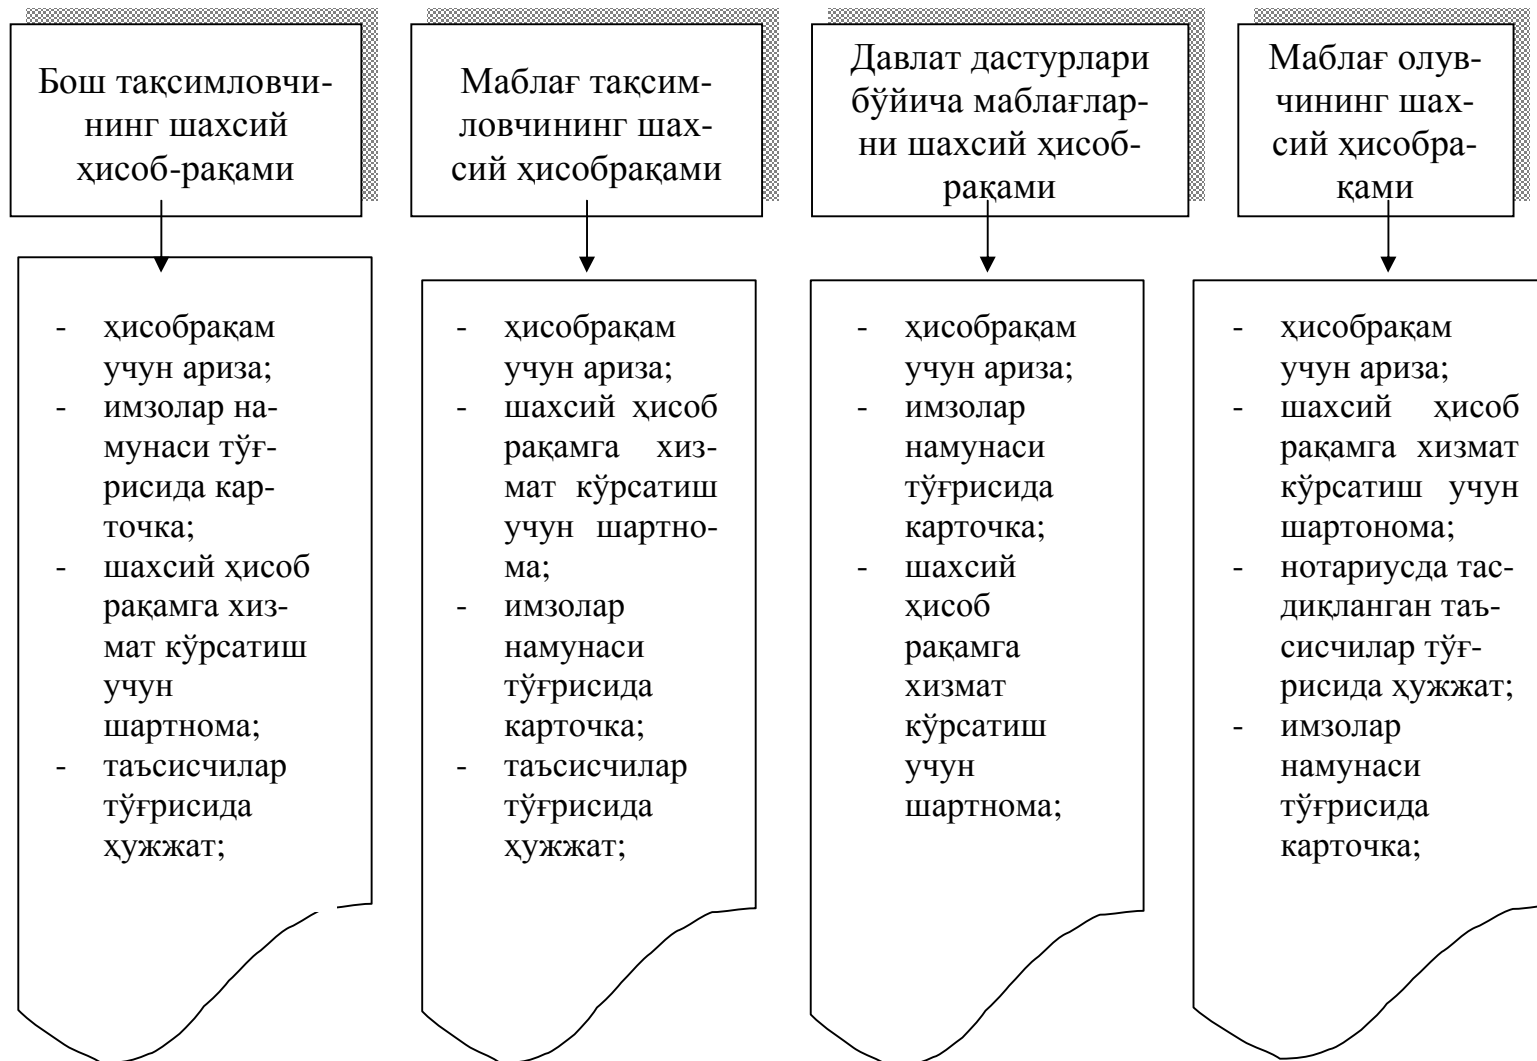 Бош тақсимловчи-
нинг шахсий
ҳисоб-рақами
Маблағ тақсим-
ловчининг шах-
сий ҳисобрақами
Давлат дастурлари
бўйича маблағлар-
ни шахсий ҳисоб-
рақами
Маблағ олув-
чининг шах-
сий ҳисобра-
қами
- ҳисобрақам
учун ариза;
- имзолар на-
мунаси тўғ-
рисида кар-
точка;
- шахсий ҳисоб
рақамга хиз-
мат кўрсатиш
учун
шартнома;
- таъсисчилар
тўғрисида
ҳужжат;
- ҳисобрақам
учун ариза;
- шахсий ҳисоб
рақамга хиз-
мат кўрсатиш
учун шартно-
ма;
- имзолар
намунаси
тўғрисида
карточка;
- таъсисчилар
тўғрисида
ҳужжат;
- ҳисобрақам
учун ариза;
- имзолар
намунаси
тўғрисида
карточка;
- шахсий
ҳисоб
рақамга
хизмат
кўрсатиш
учун
шартнома;
- ҳисобрақам
учун ариза;
- шахсий ҳисоб
рақамга хизмат
кўрсатиш учун
шартонома;
- нотариусда тас-
диқланган таъ-
сисчилар тўғ-
рисида ҳужжат;
- имзолар
намунаси
тўғрисида
карточка;